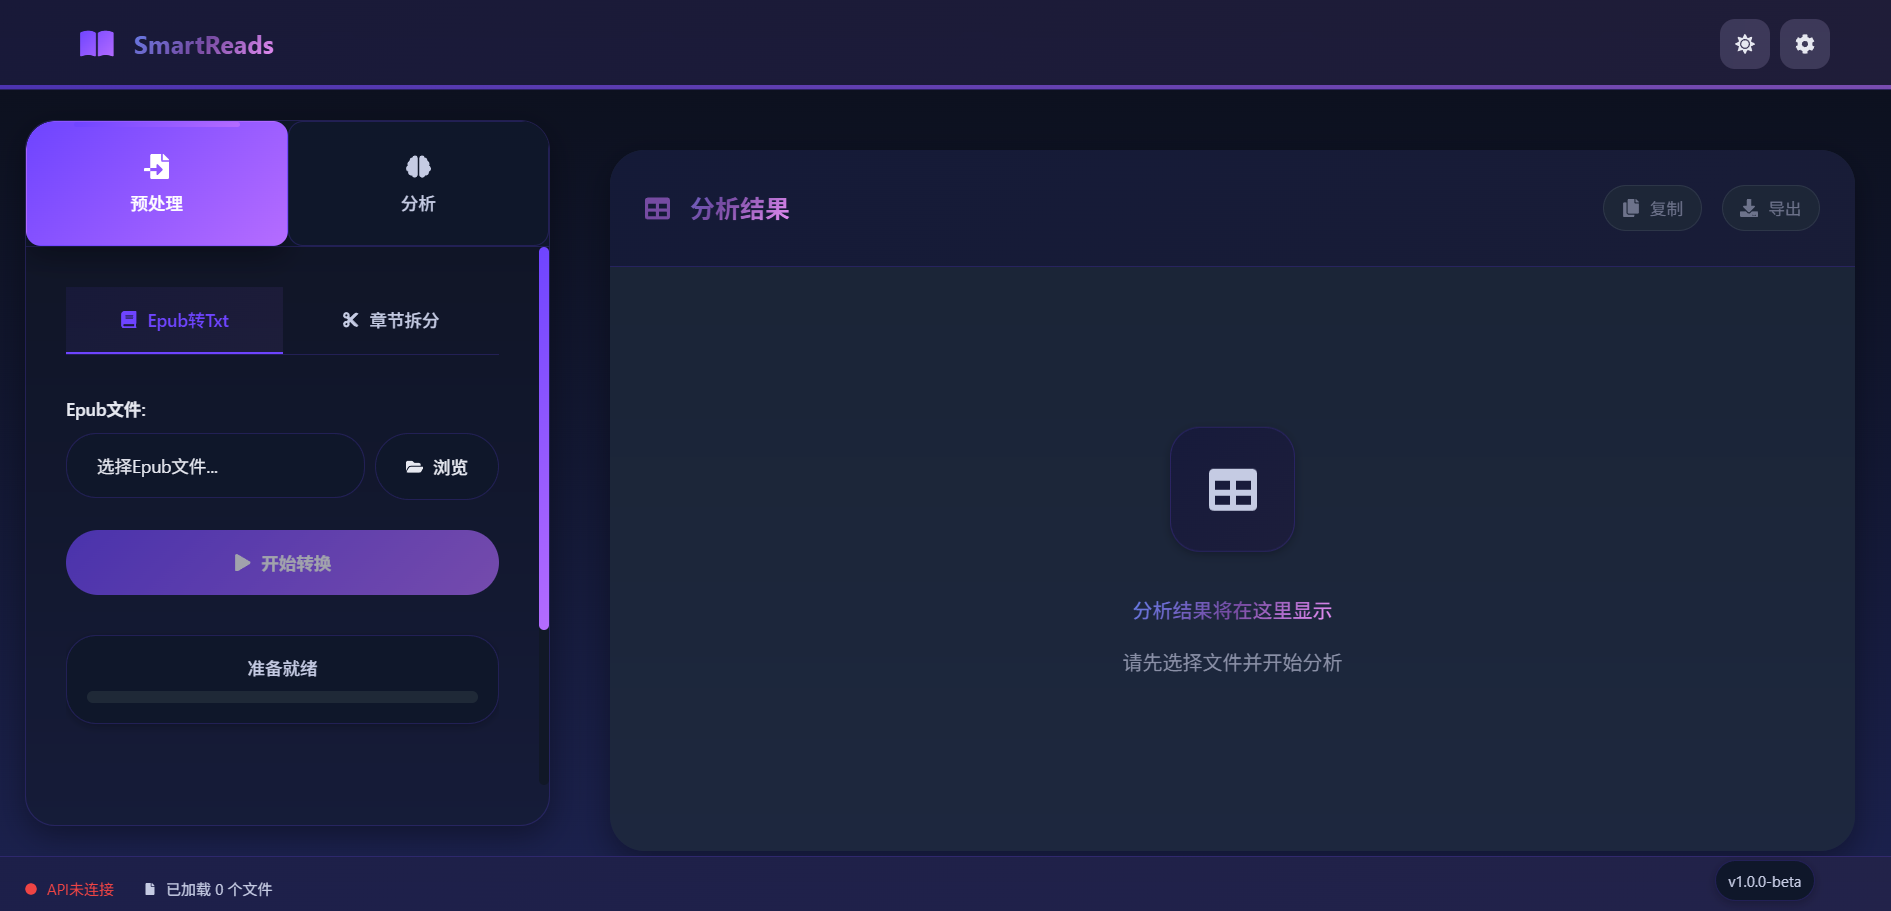 SmartReads
预处理
分析
Epub转Txt
章节拆分
Epub文件:
选择Epub文件...
浏览
开始转换
准备就绪
分析结果
复制
导出
分析结果将在这里显示
请先选择文件并开始分析
API未连接
已加载 0 个文件
v1.0.0-beta